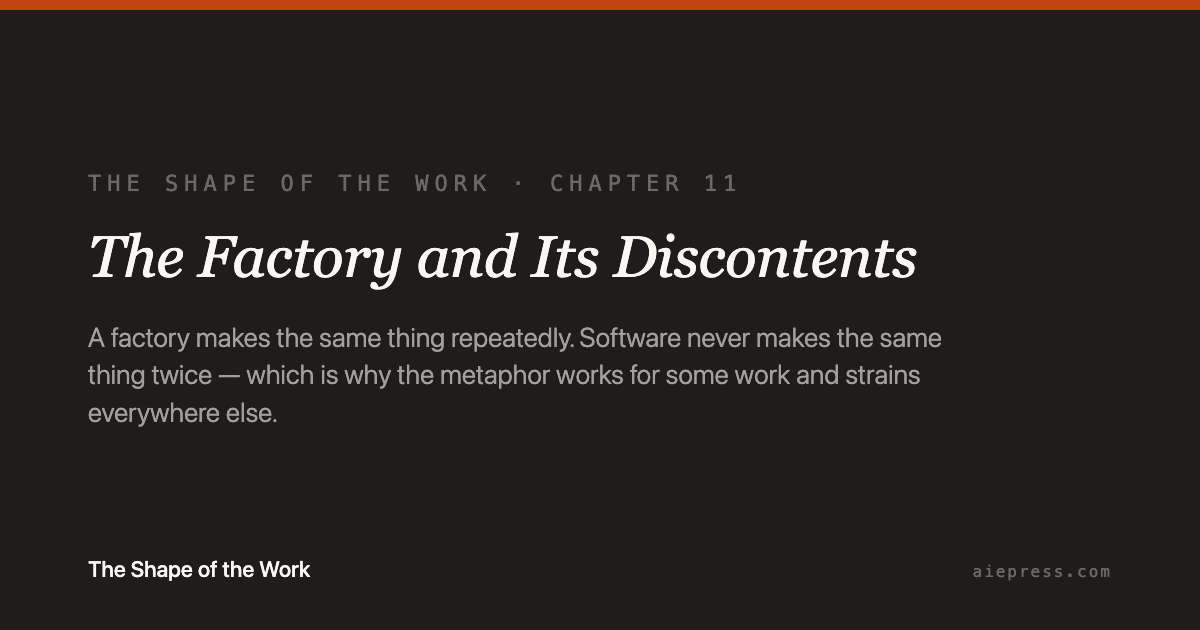 THE SHAPE OF THE WORK · CHAPTER 11
The Factory and Its Discontents
A factory makes the same thing repeatedly. Software never makes the same
thing twice — which is why the metaphor works for some work and strains
everywhere else.
The Shape of the Work
aiepress.com